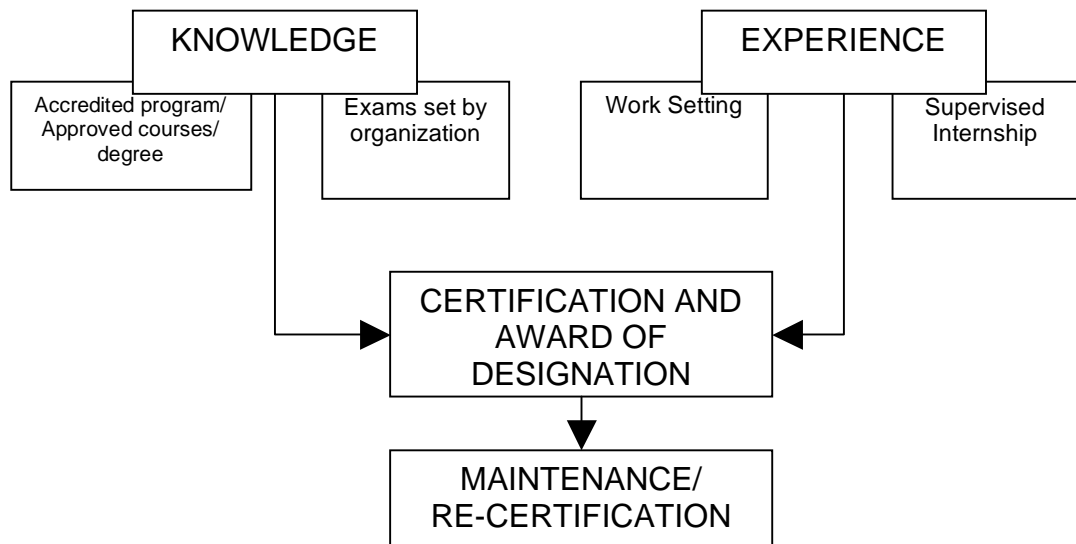 KNOWLEDGE
EXPERIENCE
Accredited program/
Approved courses/
degree
Exams set by
organization
Work Setting
Supervised
Internship
CERTIFICATION AND
AWARD OF
DESIGNATION
MAINTENANCE/
RE-CERTIFICATION